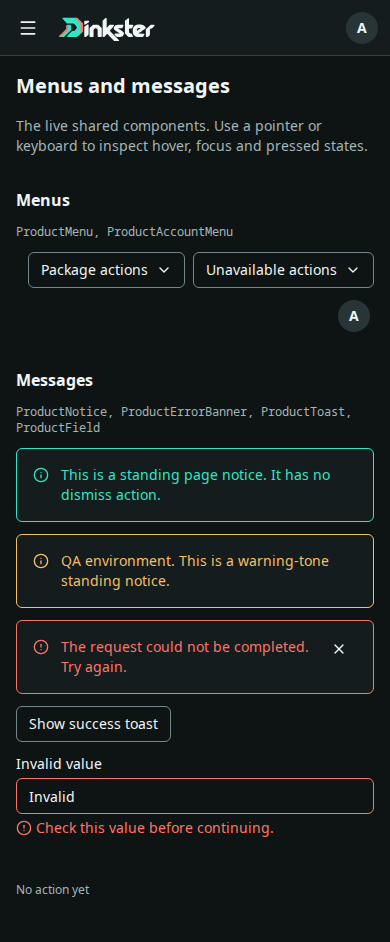 Dinkster
A
Menus and messages
The live shared components. Use a pointer or
keyboard to inspect hover, focus and pressed states.
Menus
ProductMenu, ProductAccountMenu
Package actions
Unavailable actions
A
Messages
ProductNotice, ProductErrorBanner, ProductToast,
ProductField
This is a standing page notice. It has no
dismiss action.
QA environment. This is a warning-tone
standing notice.
The request could not be completed.
Try again.
Show success toast
Invalid value
Invalid
Check this value before continuing.
No action yet